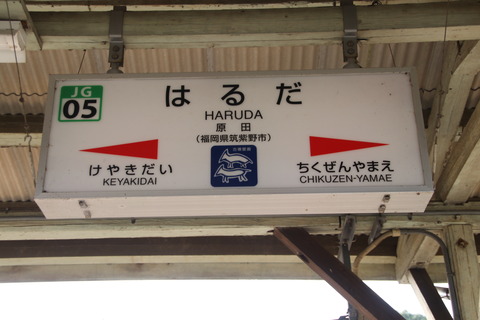 JG
05
はるだ
HARUDA
原田
(福岡県筑紫野市)
けやきだい
KEYAKIDAI
ちくぜんやまえ
CHIKUZEN-YAMAE